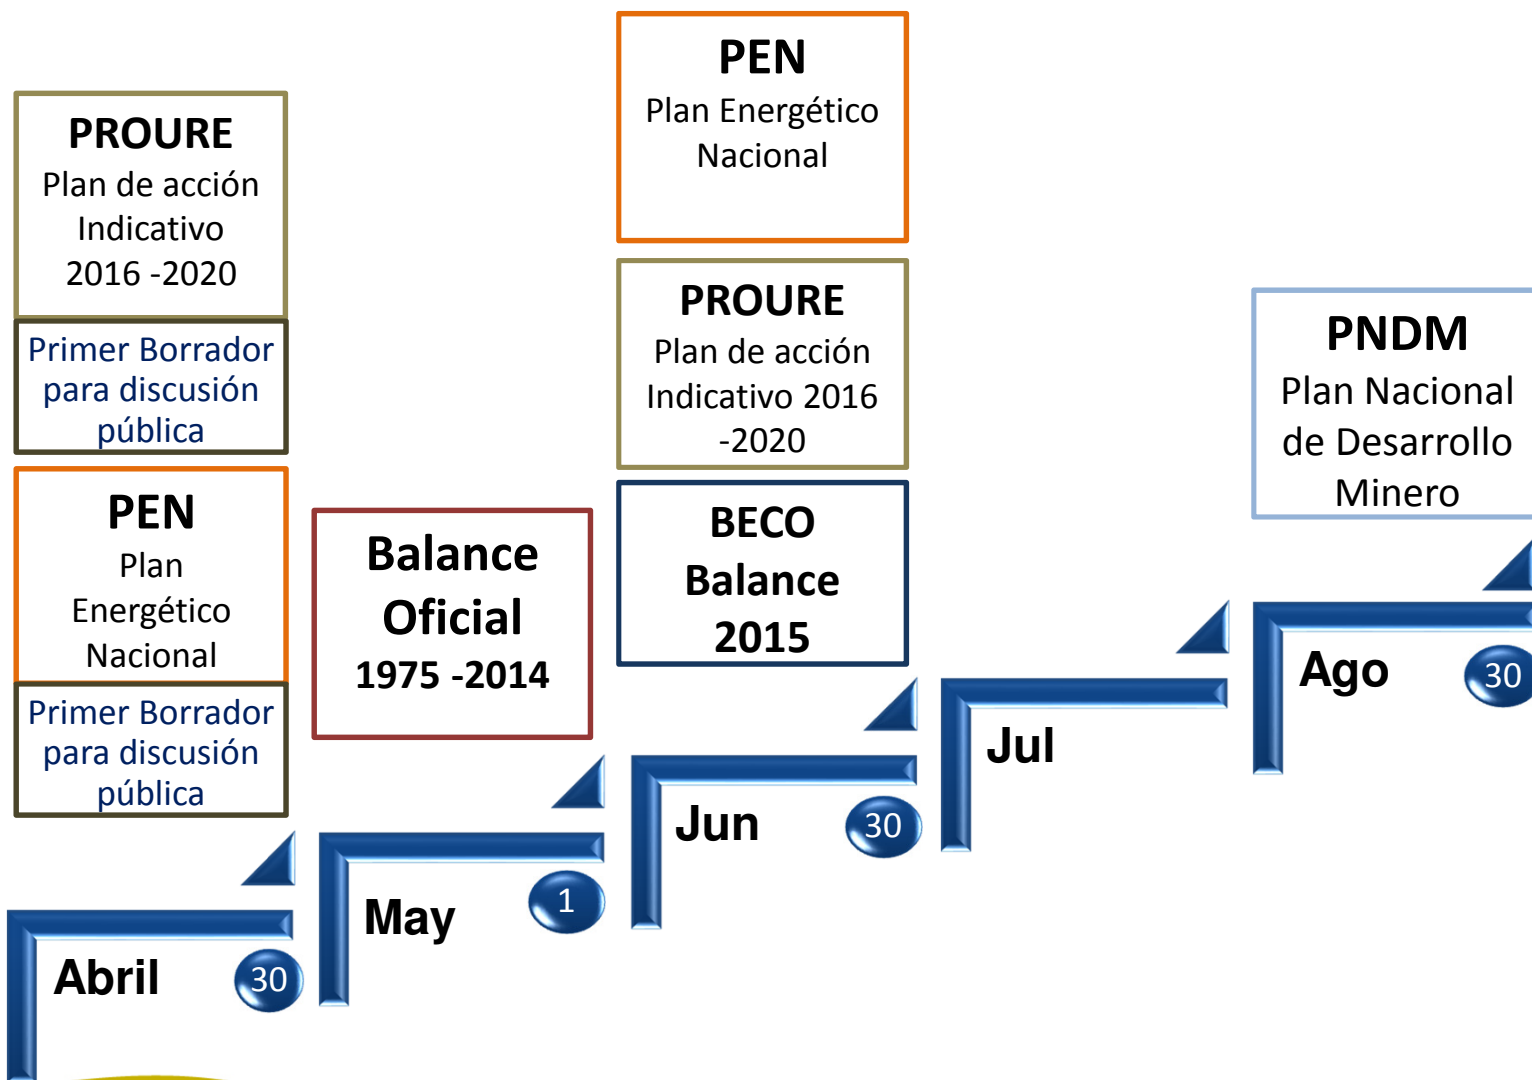 PROURE
Plan de acción
Indicativo
2016 -2020
Primer Borrador
para discusión
pública
PEN
Plan
Energético
Nacional
Primer Borrador
para discusión
pública
Abril
30
Balance
Oficial
1975 -2014
May
1
PEN
Plan Energético
Nacional
PROURE
Plan de acción
Indicativo 2016
-2020
BECO
Balance
2015
Jun
30
Jul
PNDM
Plan Nacional
de Desarrollo
Minero
Ago
30